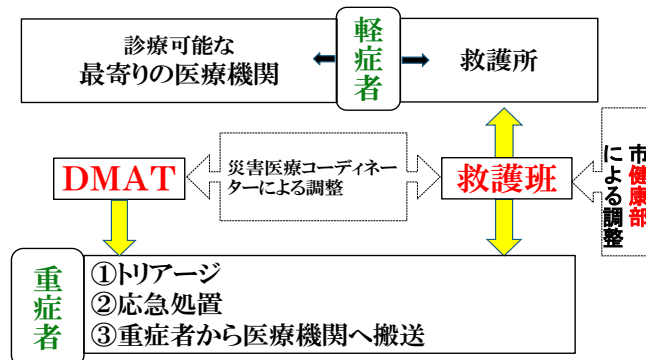 診療可能な
最寄りの医療機関
軽症者
救護所
DMAT
災害医療コーディネー
ターによる調整
救護班
市健康部
による調整
重症者
①トリアージ
②応急処置
③重症者から医療機関へ搬送